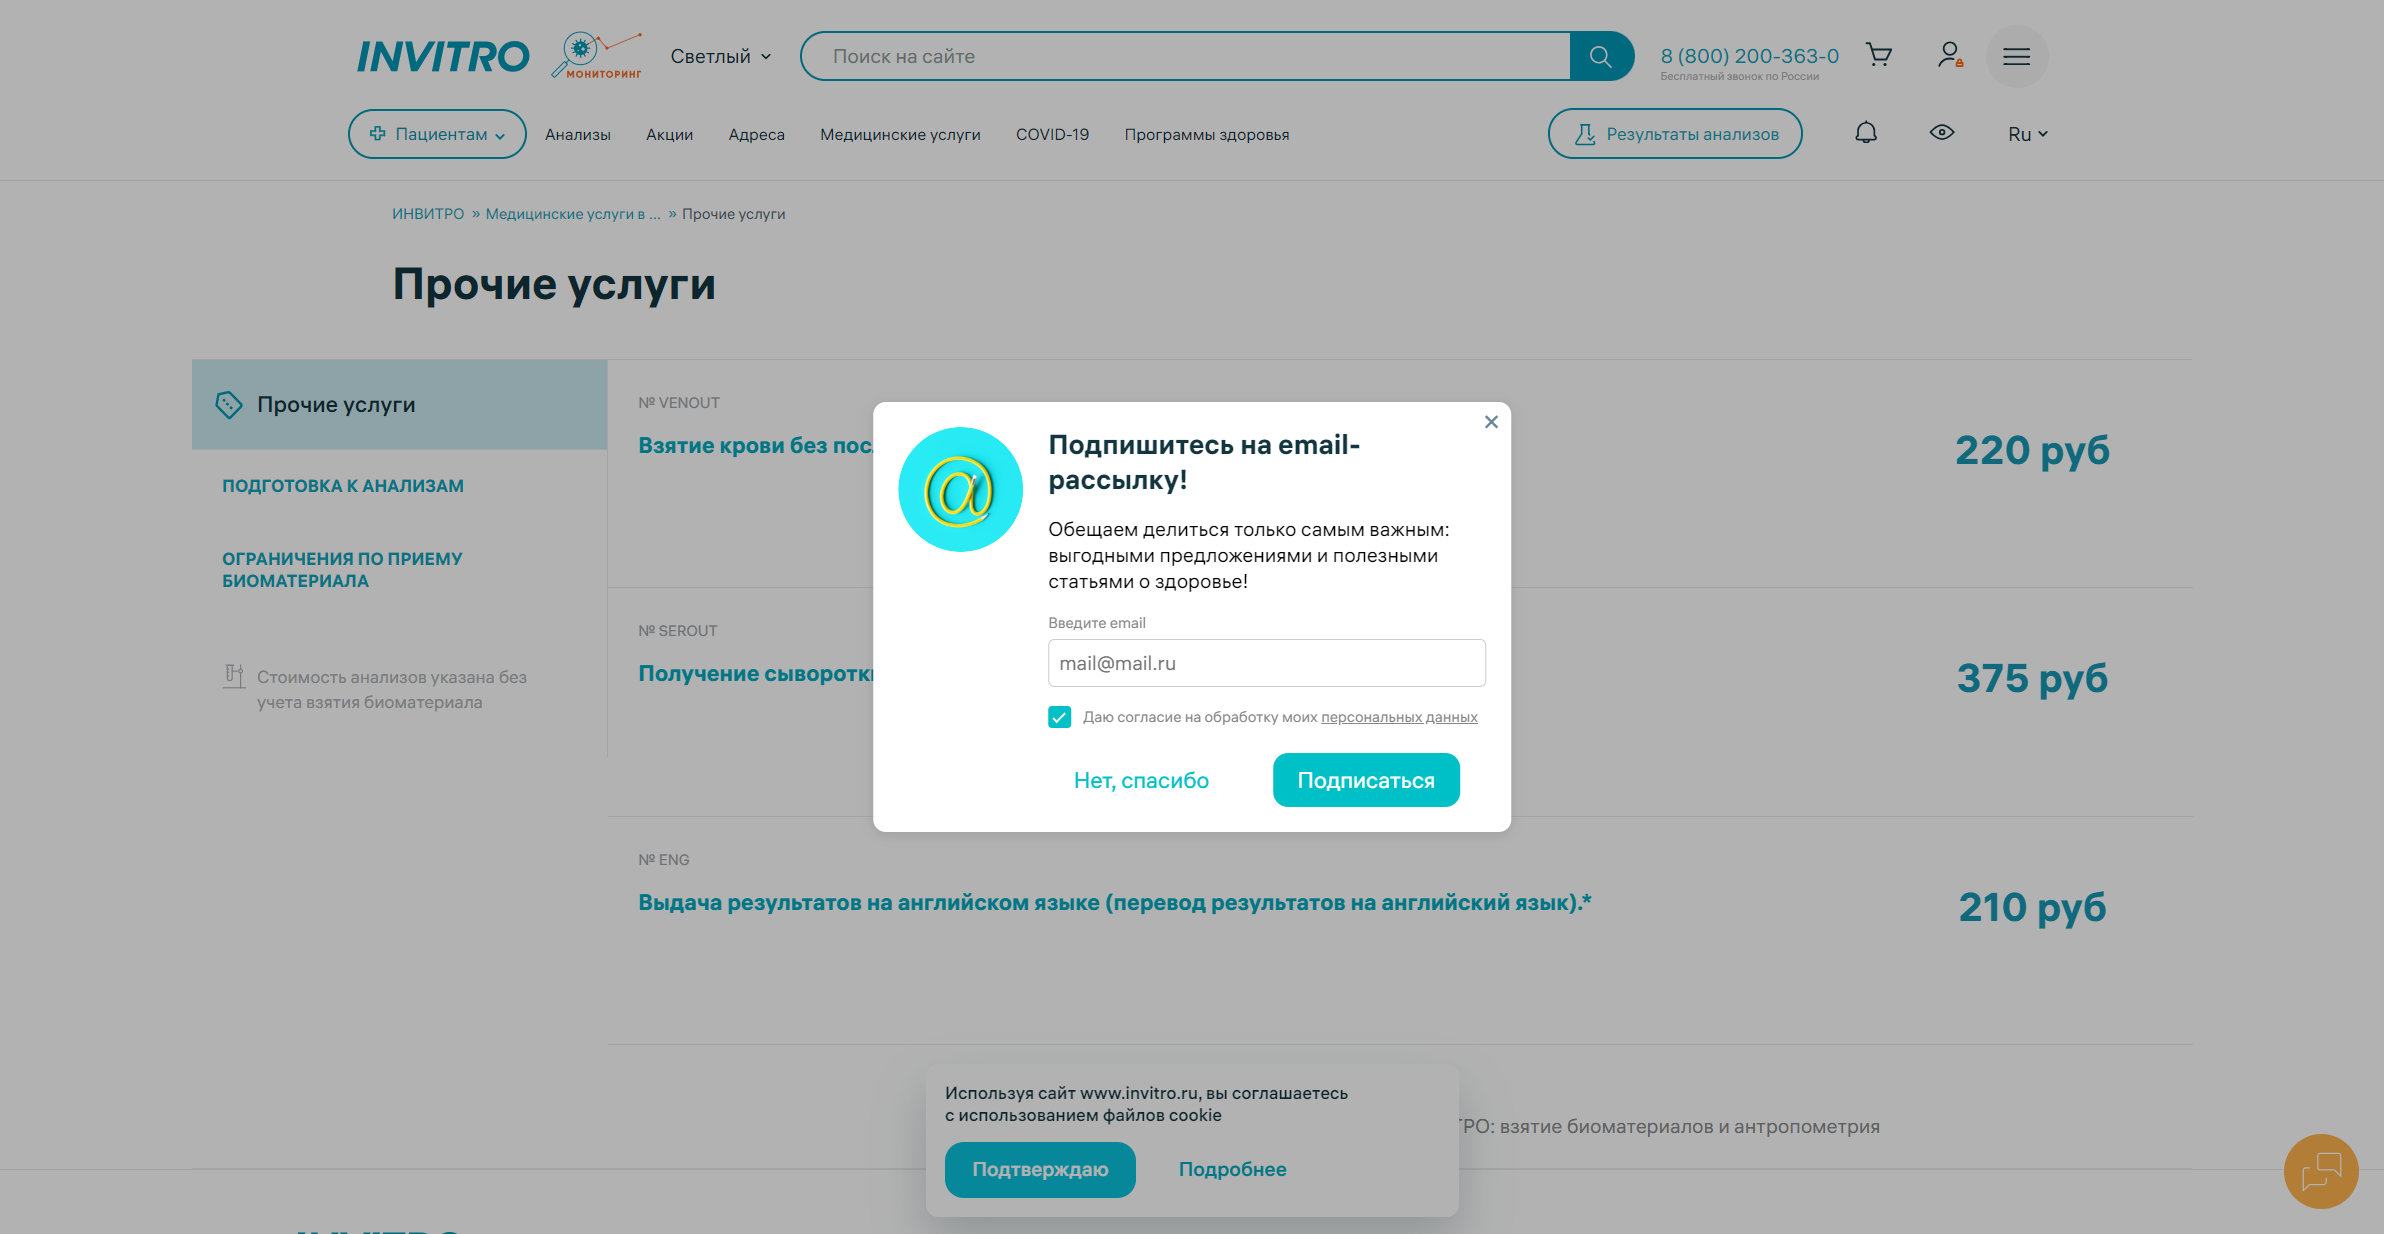 INVITRO
МОНИТОРИНГ
Светлый
Поиск на сайте
8 (800) 200-363-0
Бесплатный звонок по России
Пациентам
Анализы
Акции
Адреса
Медицинские услуги
COVID-19
Программы здоровья
Результаты анализов
Ru
ИНВИТРО » Медицинские услуги в ... » Прочие услуги
Прочие услуги
Прочие услуги
ПОДГОТОВКА К АНАЛИЗАМ
ОГРАНИЧЕНИЯ ПО ПРИЕМУ
БИОМАТЕРИАЛА
Стоимость анализов указана без
учета взятия биоматериала
№ VENOUT
Взятие крови без
220 руб
№ SEROUT
Получение
375 руб
№ ENG
Выдача результатов на английском языке (перевод результатов на английский язык).*
210 руб
@
Подпишитесь на email-
рассылку!
Обещаем делиться только самым важным:
выгодными предложениями и полезными
статьями о здоровье!
Введите email
mail@mail.ru
Даю согласие на обработку моих персональных данных
Нет, спасибо
Подписаться
Используя сайт www.invitro.ru, вы соглашаетесь
с использованием файлов cookie
Подтверждаю
Подробнее
взятие биоматериалов и антропометрия